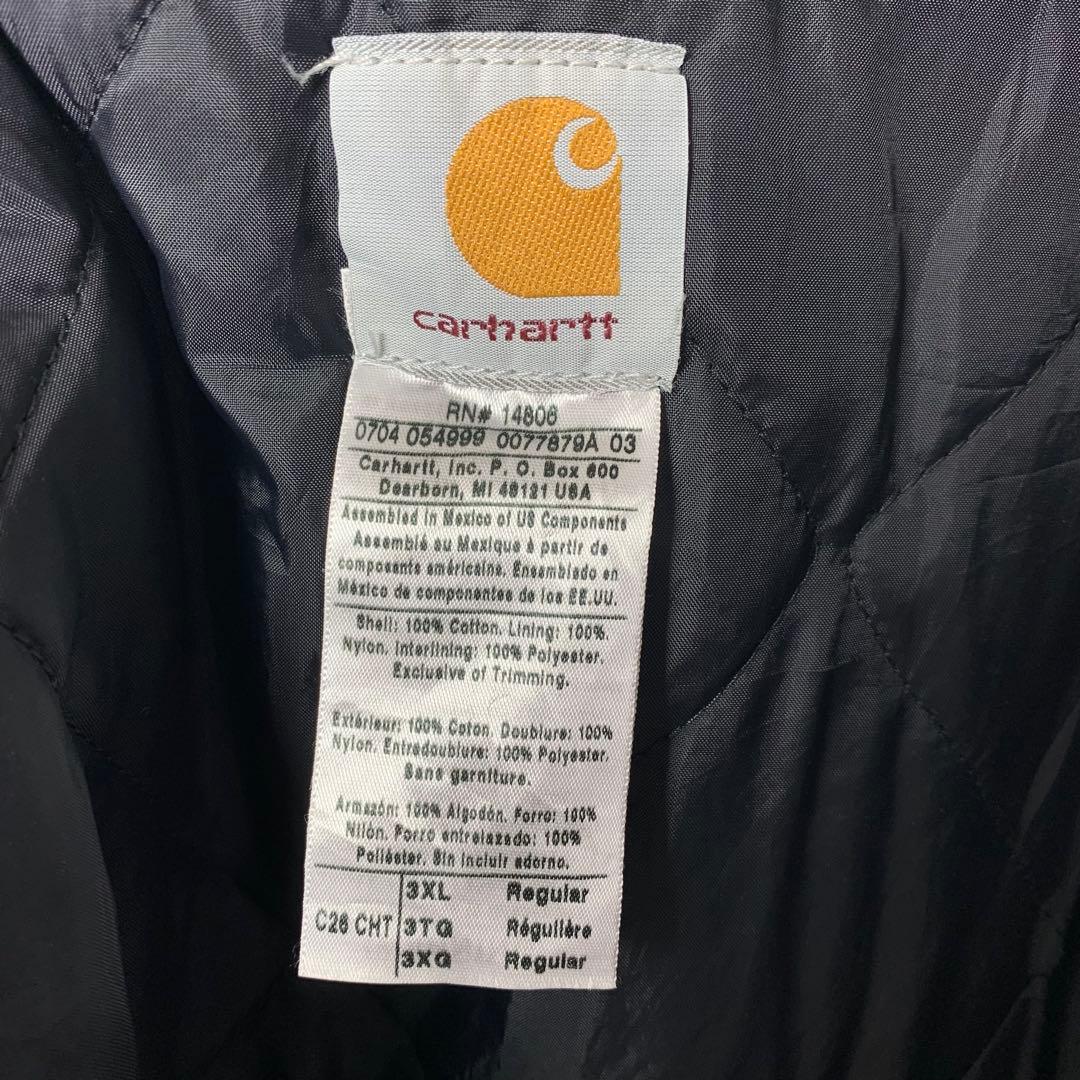 carhartt
RN# 14806
0704 054999 0077879A 03
Carhartt, Inc. P. O. Box 600
Dearborn, MI 48121 USA
Assembled in Mexico of US Components
Assemblé au Mexique à partir de
composants américains. Ensamblado en
México de componentes de los EE.UU.
Shell: 100% Cotton. Lining: 100%.
Nylon. Interlining: 100% Polyester.
Exclusive of Trimming.
Extérieur: 100% Coton. Doublure: 100%
Nylon. Entredoublure: 100% Polyester.
Sans garniture.
Armazón: 100% Algodón. Forro: 100%
Nilón. Forro entrelazado: 100%
Poliéster. Sin incluir adorno.
3XL Regular
C26 CHT 3TG Régulière
3XG Regular